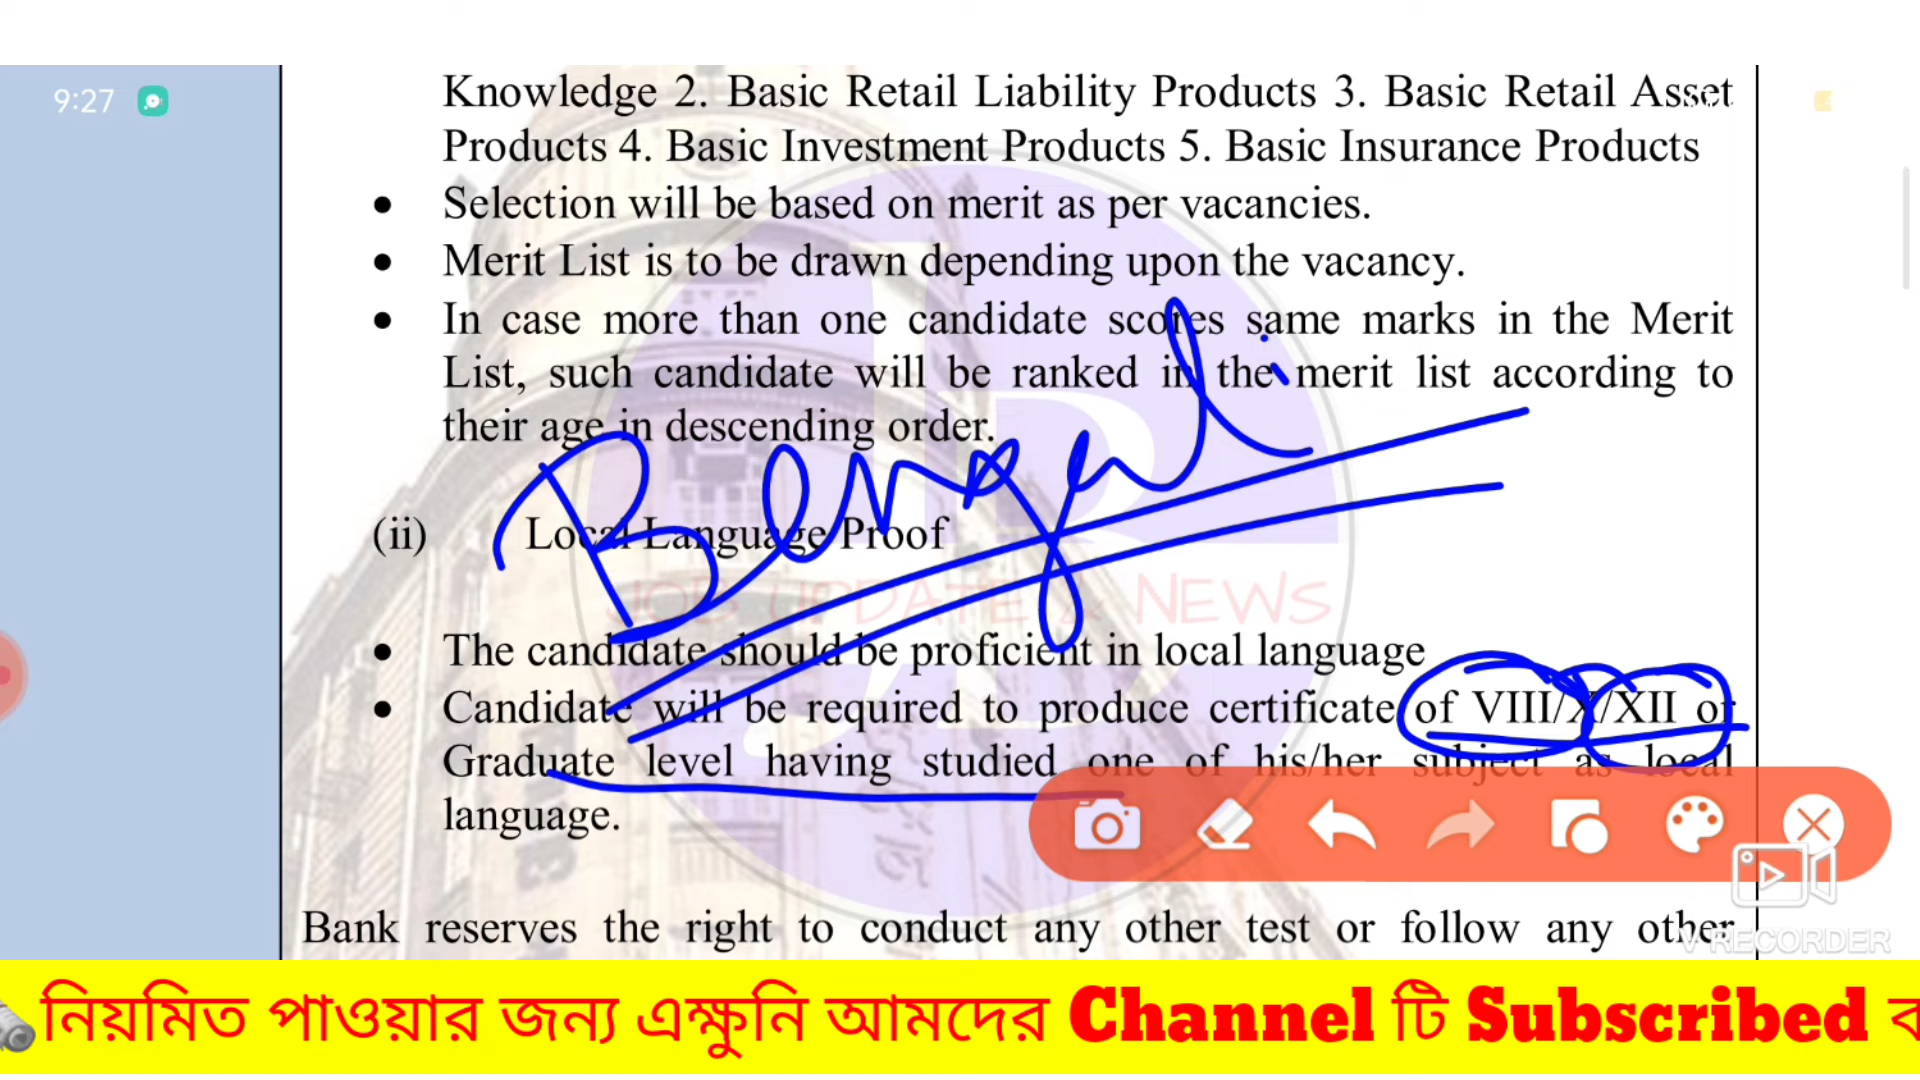 9:27
Knowledge 2. Basic Retail Liability Products 3. Basic Retail Asset
Products 4. Basic Investment Products 5. Basic Insurance Products
• Selection will be based on merit as per vacancies.
• Merit List is to be drawn depending upon the vacancy.
• In case more than one candidate scores same marks in the Merit
List, such candidate will be ranked in the merit list according to
their age in descending order.
Bengali
(ii) Local Language Proof
JOB UPDATE & NEWS
• The candidate should be proficient in local language
• Candidate will be required to produce certificate of VIII/X/XII or
Graduate level having studied one of his/her subject as local
language.
Bank reserves the right to conduct any other test or follow any other
V RECORDER
নিয়মিত পাওয়ার জন্য এক্ষুনি আমদের Channel টি Subscribed ক